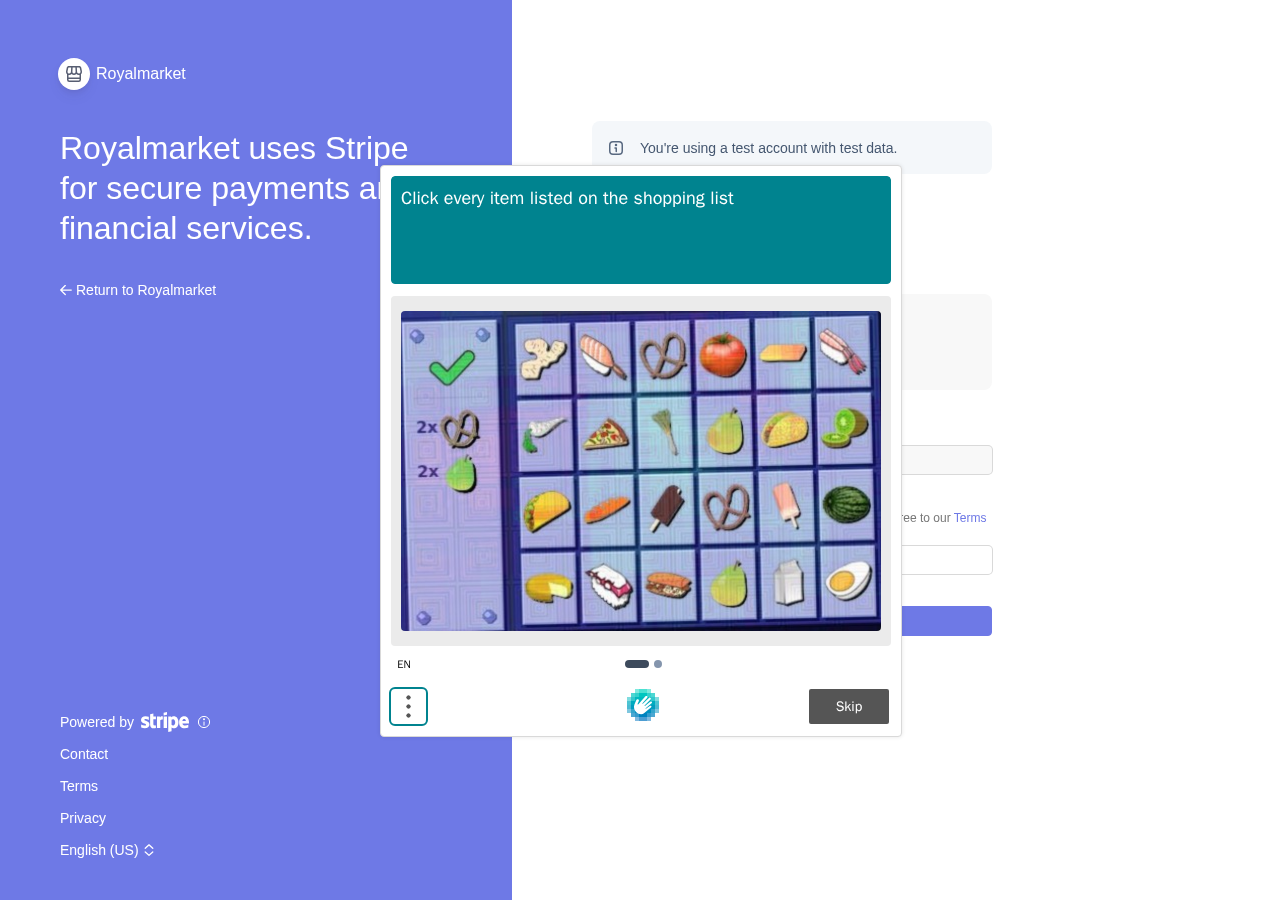 Royalmarket
Royalmarket uses Stripe
for secure payments a
financial services.
Return to Royalmarket
Powered by stripe
Contact
Terms
Privacy
English (US)
You're using a test account with test data.
ree to our Terms
Click every item listed on the shopping list
2x
2x
EN
Skip